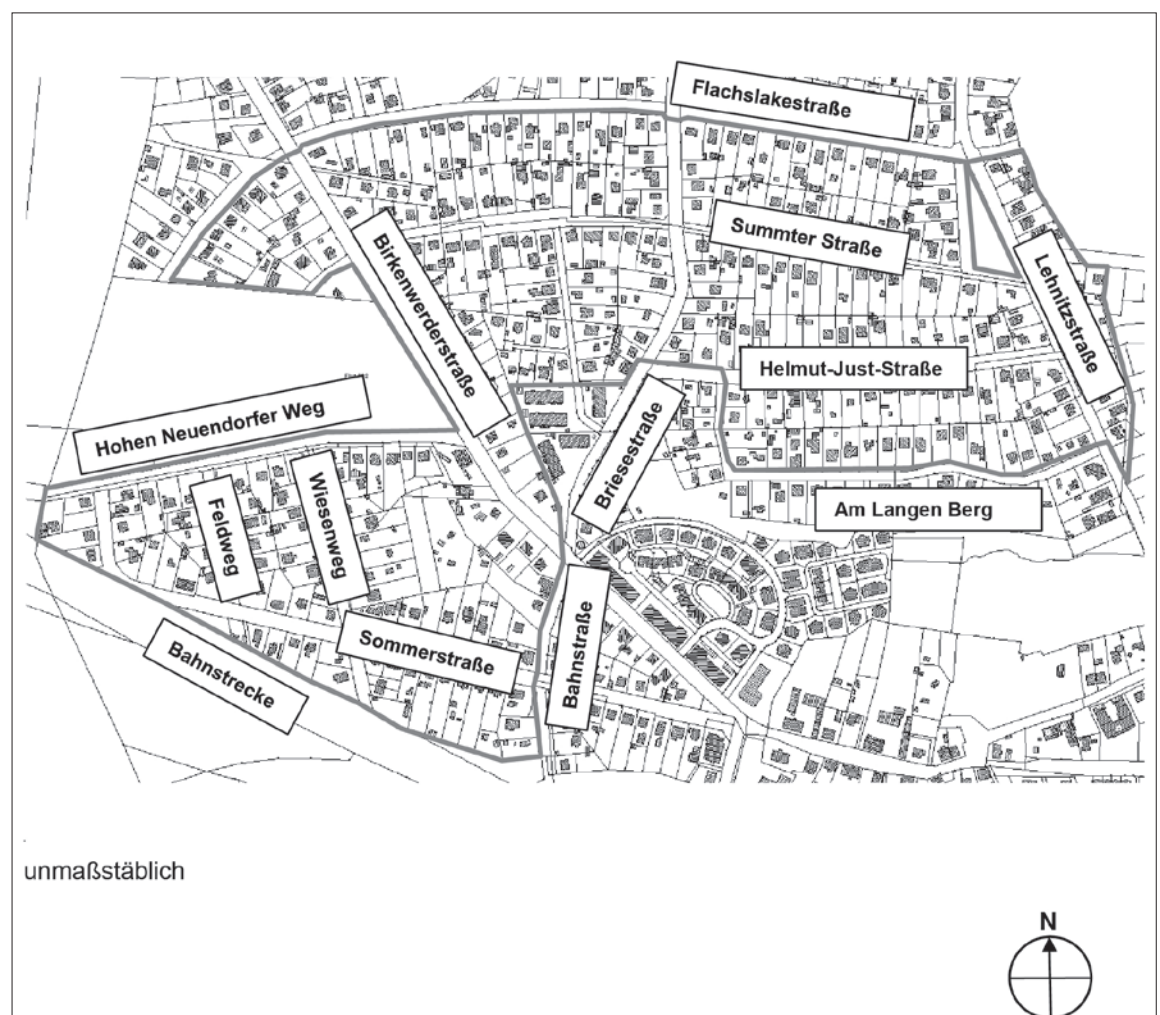 Flachslakestraße
Summter Straße
Birkenwerderstraße
Lehnitzstraße
Helmut-Just-Straße
Hohen Neuendorfer Weg
Briesestraße
Wiesenweg
Feldweg
Am Langen Berg
Sommerstraße
Bahnstraße
Bahnstrecke
unmaßstäblich
N